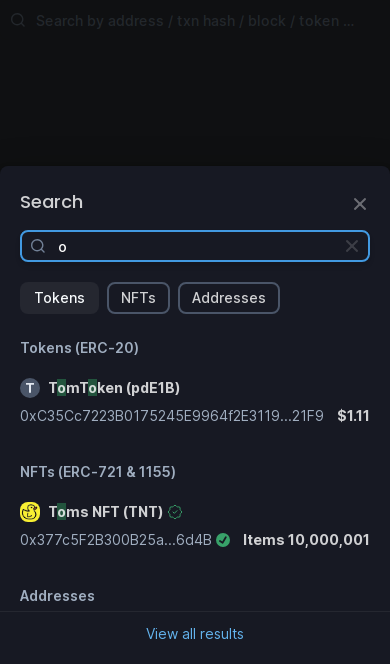 Search by address / txn hash / block / token ...
Search
o
Tokens
NFTs
Addresses
Tokens (ERC-20)
T TomToken (pdE1B)
0xC35Cc7223B0175245E9964f2E3119...21F9 $1.11
NFTs (ERC-721 & 1155)
Toms NFT (TNT)
0x377c5F2B300B25a...6d4B Items 10,000,001
Addresses
View all results